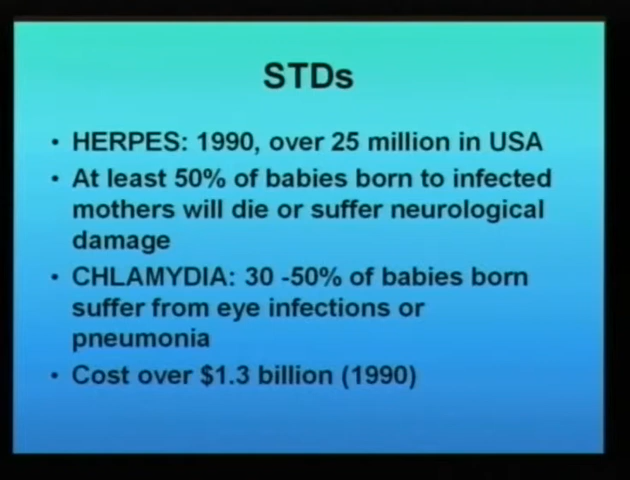 STDs
• HERPES: 1990, over 25 million in USA
• At least 50% of babies born to infected
mothers will die or suffer neurological
damage
• CHLAMYDIA: 30 -50% of babies born
suffer from eye infections or
pneumonia
• Cost over $1.3 billion (1990)